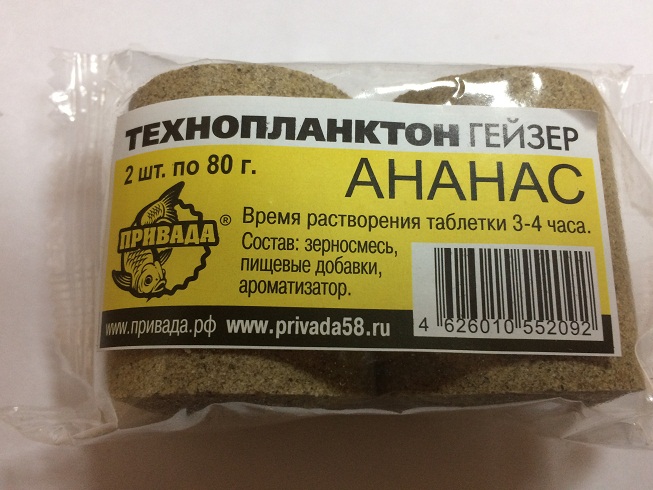 ТЕХНОПЛАНКТОН ГЕЙЗЕР
2 шт. по 80 г.
АНАНАС
ПРИВАДА ®
Время растворения таблетки 3-4 часа.
Состав: зерносмесь,
пищевые добавки,
ароматизатор.
www.привада.рф www.privada58.ru
4 626010 552092